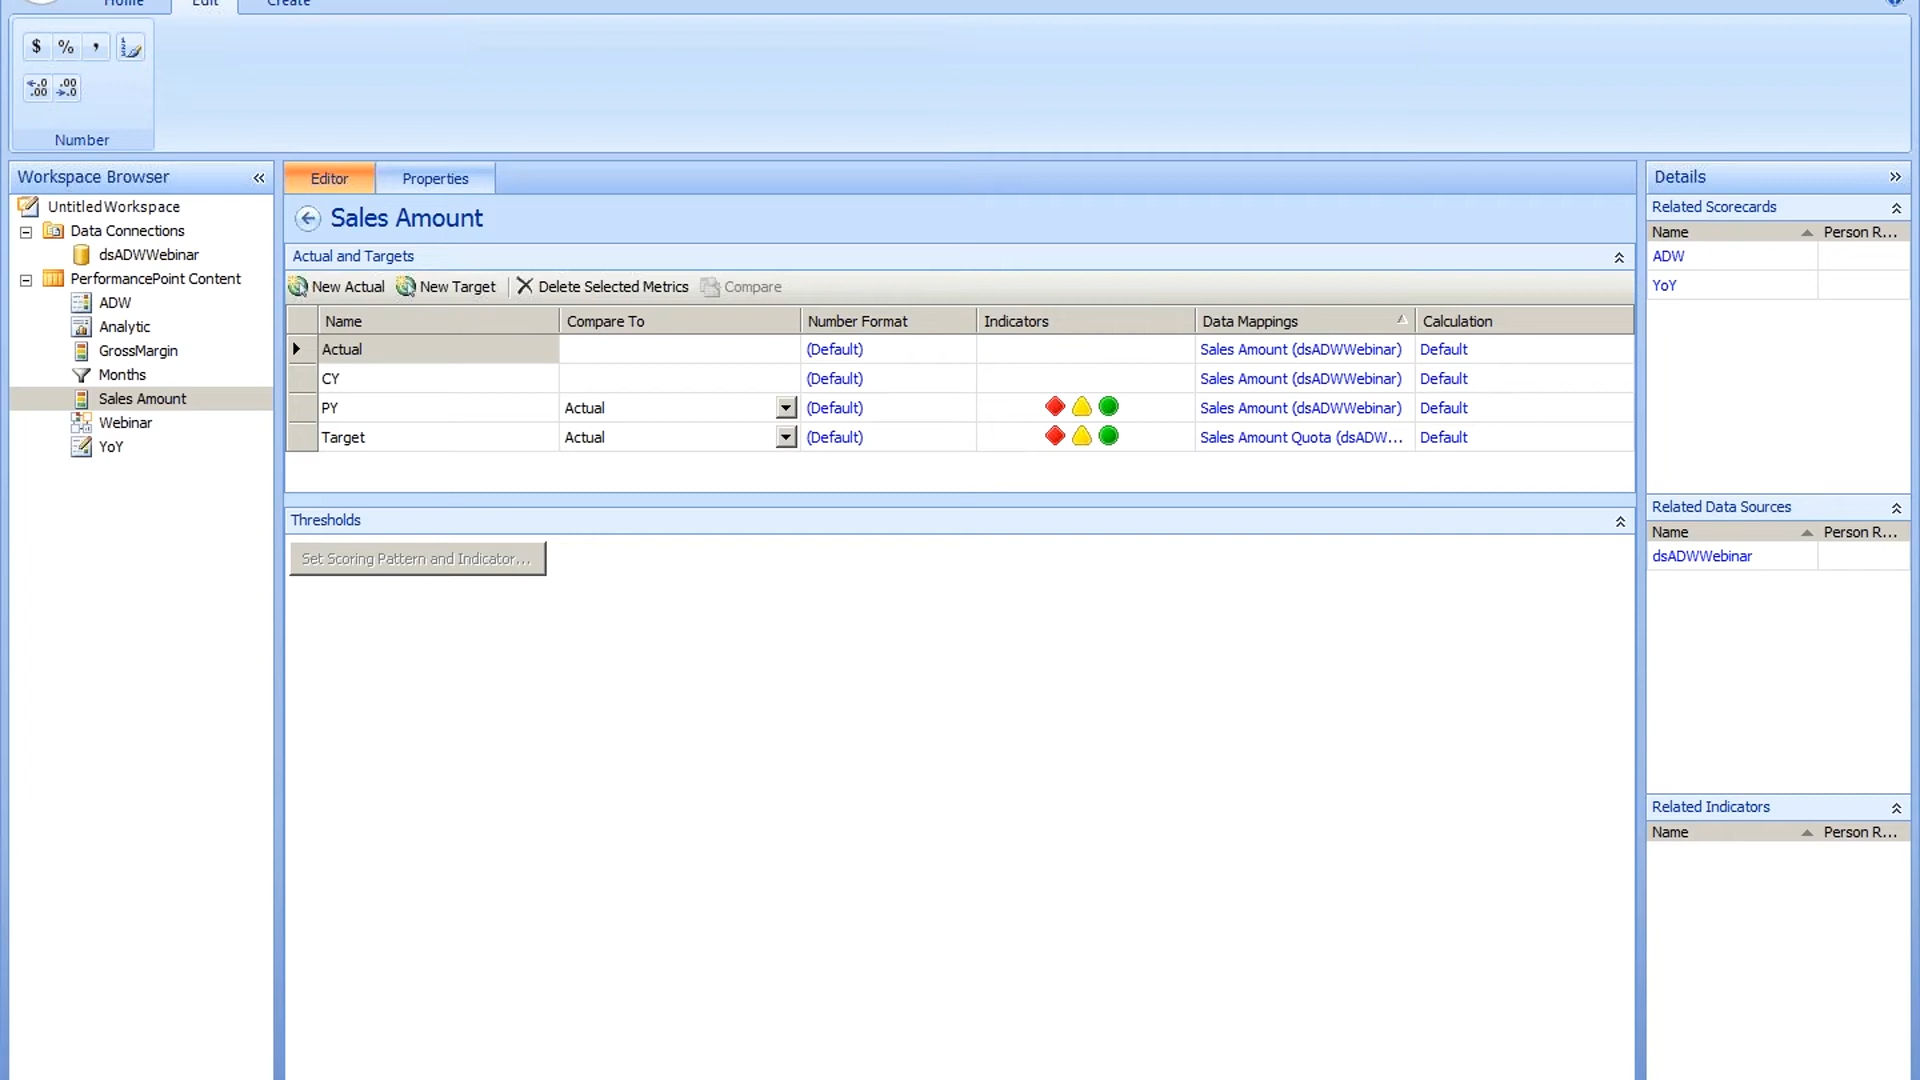 Home Edit Create
$ % ,
←.0 .00 .00 →.0
Number
Workspace Browser «
Untitled Workspace
Data Connections
dsADWWebinar
PerformancePoint Content
ADW
Analytic
GrossMargin
Months
Sales Amount
Webinar
YoY
Editor Properties
Sales Amount
Actual and Targets
New Actual New Target Delete Selected Metrics Compare
Name Compare To Number Format Indicators Data Mappings Calculation
Actual (Default) Sales Amount (dsADWWebinar) Default
CY (Default) Sales Amount (dsADWWebinar) Default
PY Actual (Default) Sales Amount (dsADWWebinar) Default
Target Actual (Default) Sales Amount Quota (dsADW... Default
Thresholds
Set Scoring Pattern and Indicator...
Details »
Related Scorecards
Name Person R...
ADW
YoY
Related Data Sources
Name Person R...
dsADWWebinar
Related Indicators
Name Person R...